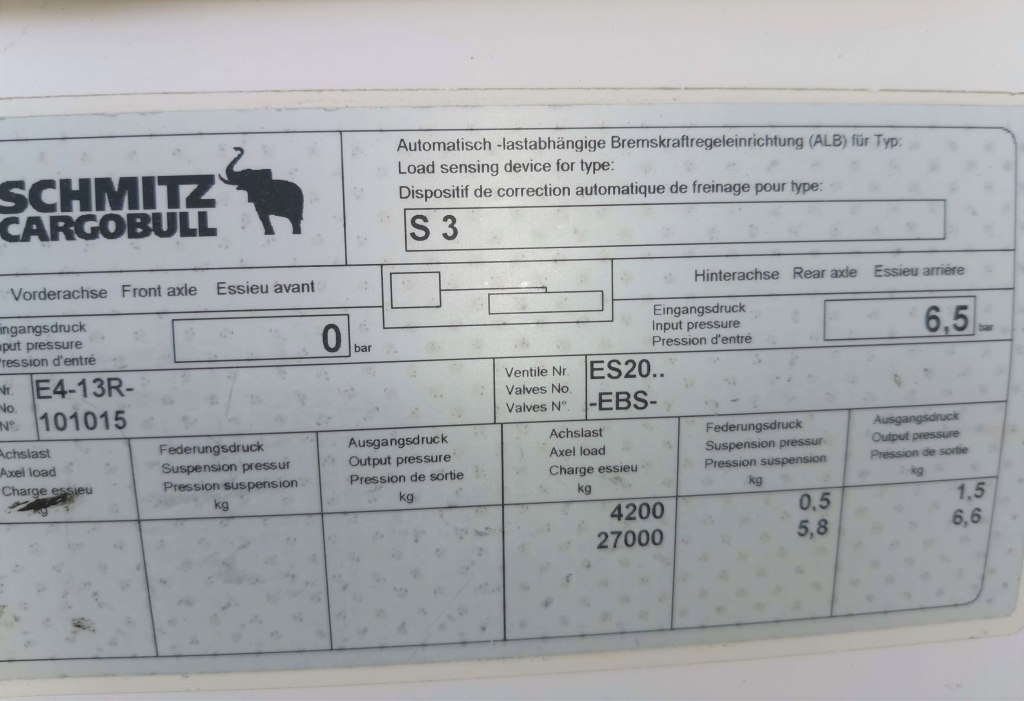 SCHMITZ
CARGOBULL
Automatisch -lastabhängige Bremskraftregeleinrichtung (ALB) für Typ:
Load sensing device for type:
Dispositif de correction automatique de freinage pour type:
S 3
Vorderachse Front axle Essieu avant
Hinterachse Rear axle Essieu arriére
ingangsdruck
put pressure
ression d'entré
0 bar
Eingangsdruck
Input pressure
Pression d'entré
6,5 bar
Nr.
No.
N°.
E4-13R-
101015
Ventile Nr.
Valves No.
Valves N°
ES20..
-EBS-
Achslast
Axel load
Charge essieu
kg
Federungsdruck
Suspension pressur
Pression suspension
kg
Ausgangsdruck
Output pressure
Pression de sortie
kg
Achslast
Axel load
Charge essieu
kg
Federungsdruck
Suspension pressur
Pression suspension
kg
Ausgangsdruck
Output pressure
Pression de sortie
kg
4200 0,5 1,5
27000 5,8 6,6